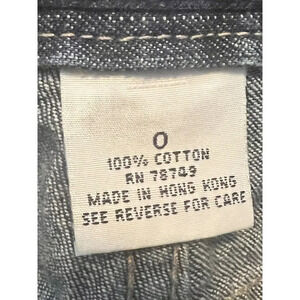 0
100% COTTON
RN 78749
MADE IN HONG KONG
SEE REVERSE FOR CARE